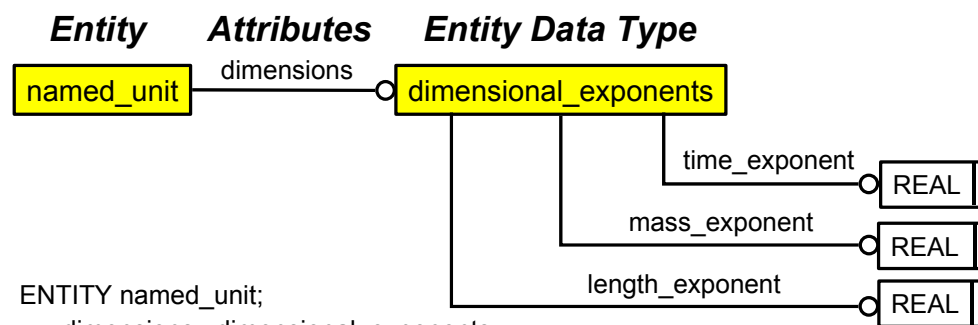 Entity Attributes Entity Data Type
dimensions
named_unit dimensional_exponents
time_exponent
REAL
mass_exponent
REAL
length_exponent
REAL
ENTITY named_unit;